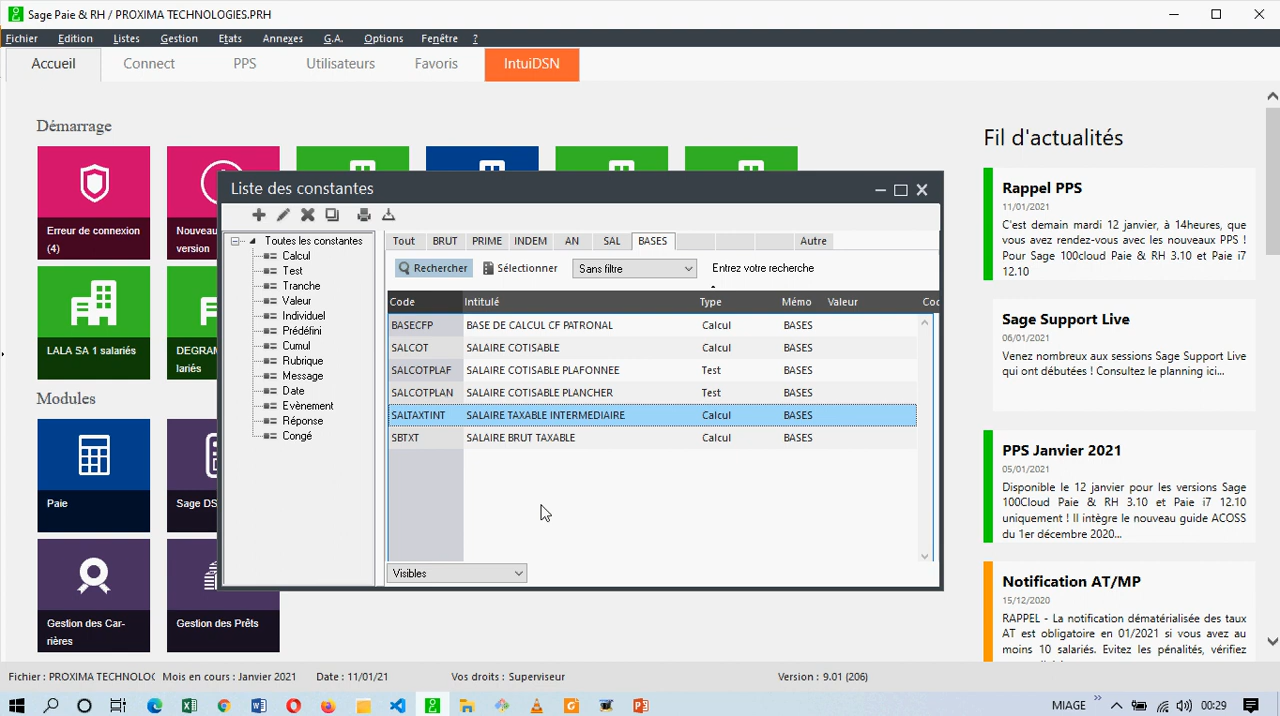 Sage Paie & RH / PROXIMA TECHNOLOGIES.PRH
Fichier Edition Listes Gestion Etats Annexes G.A. Options Fenêtre ?
Accueil Connect PPS Utilisateurs Favoris IntuiDSN
Démarrage
Erreur de connexion
(4)
Nouveau
version
LALA SA 1 salariés
DEGRAM
lariés
Modules
Paie
Sage DS
Gestion des Car-
rières
Gestion des Prêts
Liste des constantes
Toutes les constantes
Calcul
Test
Tranche
Valeur
Individuel
Prédéfini
Cumul
Rubrique
Message
Date
Evènement
Réponse
Congé
Tout BRUT PRIME INDEM AN SAL BASES Autre
Rechercher Sélectionner Sans filtre Entrez votre recherche
Code Intitulé Type Mémo Valeur Coc
BASECFP BASE DE CALCUL CF PATRONAL Calcul BASES
SALCOT SALAIRE COTISABLE Calcul BASES
SALCOTPLAF SALAIRE COTISABLE PLAFONNEE Test BASES
SALCOTPLAN SALAIRE COTISABLE PLANCHER Test BASES
SALTAXTINT SALAIRE TAXABLE INTERMEDIAIRE Calcul BASES
SBTXT SALAIRE BRUT TAXABLE Calcul BASES
Visibles
Fil d'actualités
Rappel PPS
11/01/2021
C'est demain mardi 12 janvier, à 14heures, que
vous avez rendez-vous avec les nouveaux PPS !
Pour Sage 100cloud Paie & RH 3.10 et Paie i7
12.10
Sage Support Live
06/01/2021
Venez nombreux aux sessions Sage Support Live
qui ont débutées ! Consultez le planning ici...
PPS Janvier 2021
05/01/2021
Disponible le 12 janvier pour les versions Sage
100Cloud Paie & RH 3.10 et Paie i7 12.10
uniquement ! Il intègre le nouveau guide ACOSS
du 1er décembre 2020...
Notification AT/MP
15/12/2020
RAPPEL - La notification dématérialisée des taux
AT est obligatoire en 01/2021 si vous avez au
moins 10 salariés. Evitez les pénalités, vérifiez
Fichier : PROXIMA TECHNOLOG Mois en cours : Janvier 2021 Date : 11/01/21 Vos droits : Superviseur Version : 9.01 (206)
MIAGE 00:29